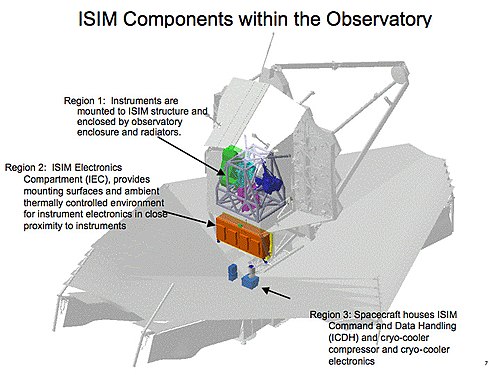 ISIM Components within the Observatory
Region 1: Instruments are
mounted to ISIM structure and
enclosed by observatory
enclosure and radiators.
Region 2: ISIM Electronics
Compartment (IEC), provides
mounting surfaces and ambient
thermally controlled environment
for instrument electronics in close
proximity to instruments
Region 3: Spacecraft houses ISIM
Command and Data Handling
(ICDH) and cryo-cooler
compressor and cryo-cooler
electronics
7